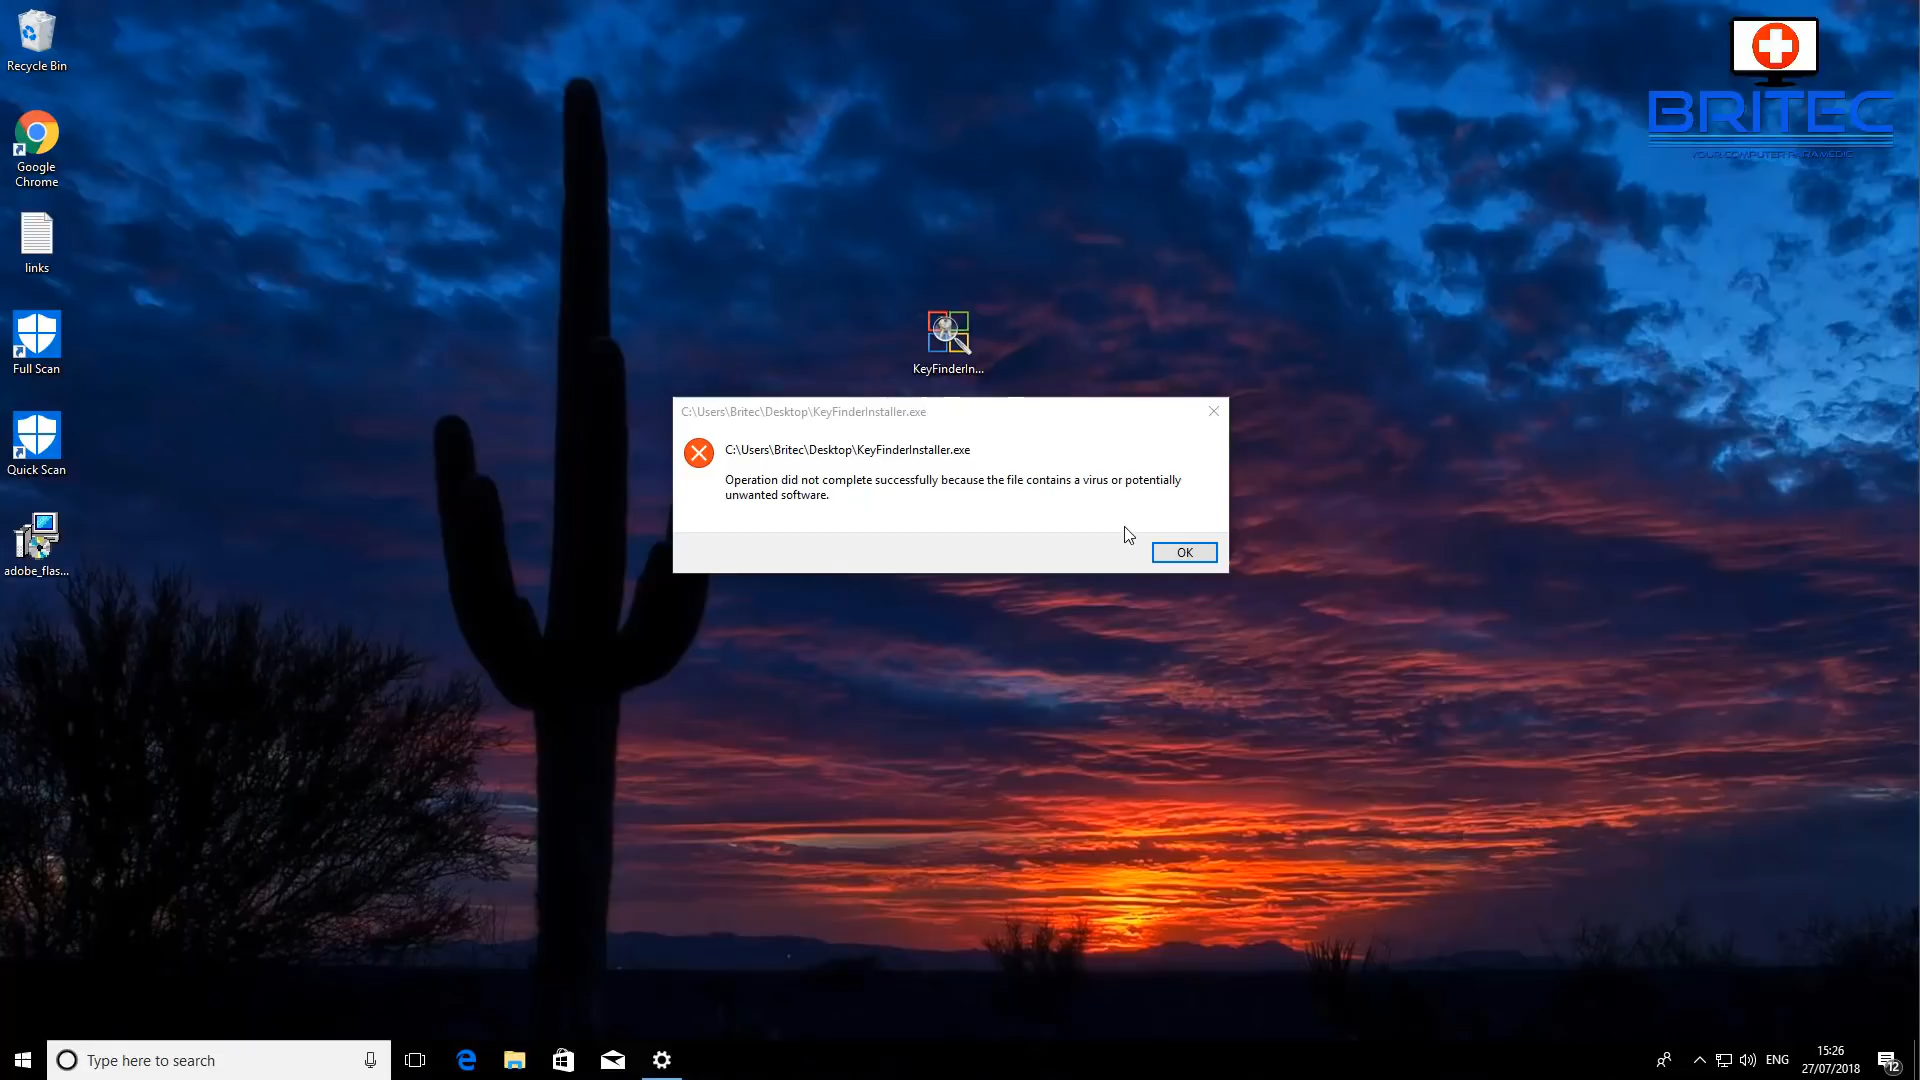 Recycle Bin
Google
Chrome
links
Full Scan
Quick Scan
adobe_flas...
BRITEC
YOUR COMPUTER PARAMEDIC
KeyFinderIn...
C:\Users\Britec\Desktop\KeyFinderInstaller.exe
C:\Users\Britec\Desktop\KeyFinderInstaller.exe
Operation did not complete successfully because the file contains a virus or potentially
unwanted software.
OK
Type here to search
ENG
15:26
27/07/2018
12